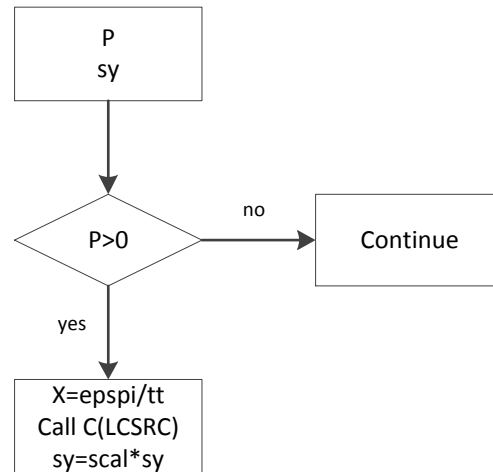 P
sy
P>0
no
Continue
yes
X=epspi/tt
Call C(LCSRC)
sy=scal*sy